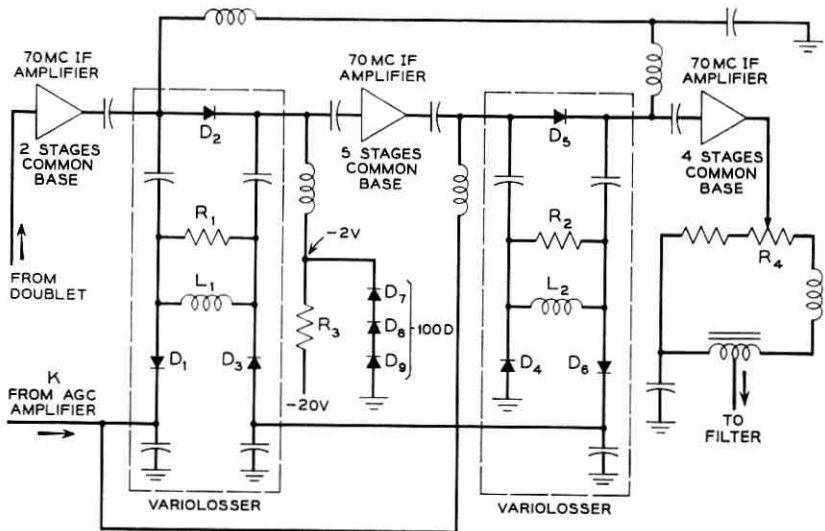 70 MC IF
AMPLIFIER
2 STAGES
COMMON
BASE
FROM
DOUBLET
D2
R1
L1
D1
D3
K
FROM AGC
AMPLIFIER
VARIOLOSSER
70 MC IF
AMPLIFIER
5 STAGES
COMMON
BASE
-2V
R3
-20V
D7
D8
D9
100D
D5
R2
L2
D4
D6
VARIOLOSSER
70 MC IF
AMPLIFIER
4 STAGES
COMMON
BASE
R4
TO
FILTER